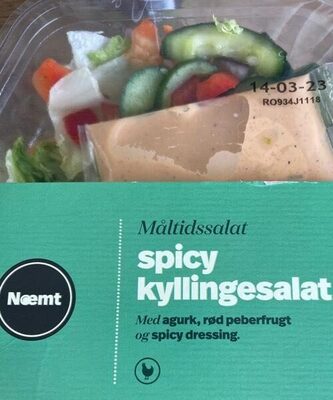 14-03-23
RO934J1118
Måltidssalat
spicy
kyllingesalat
Næmt
Med agurk, rød peberfrugt
og spicy dressing.